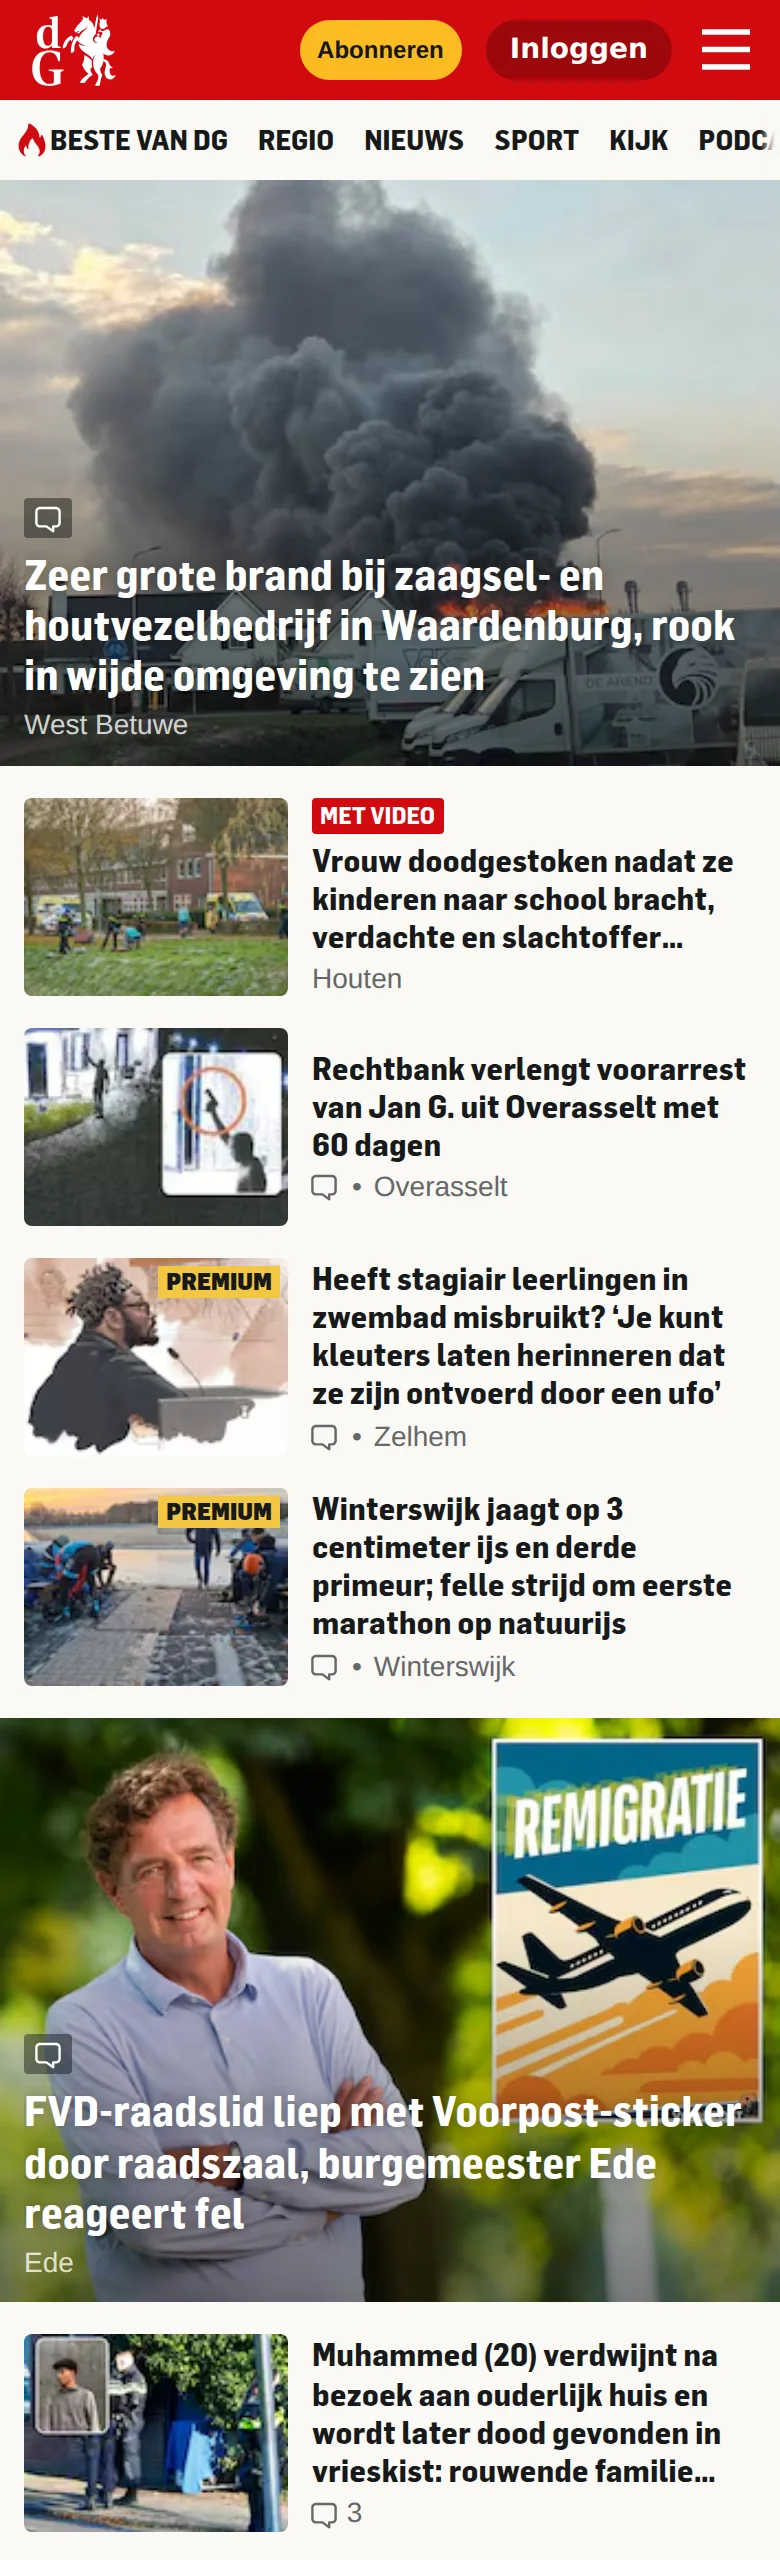 dG
Abonneren
Inloggen
BESTE VAN DG REGIO NIEUWS SPORT KIJK PODCA
DE AREND
Zeer grote brand bij zaagsel- en
houtvezelbedrijf in Waardenburg, rook
in wijde omgeving te zien
West Betuwe
MET VIDEO
Vrouw doodgestoken nadat ze
kinderen naar school bracht,
verdachte en slachtoffer...
Houten
Rechtbank verlengt voorarrest
van Jan G. uit Overasselt met
60 dagen
• Overasselt
PREMIUM
Heeft stagiair leerlingen in
zwembad misbruikt? ‘Je kunt
kleuters laten herinneren dat
ze zijn ontvoerd door een ufo’
• Zelhem
PREMIUM
Winterswijk jaagt op 3
centimeter ijs en derde
primeur; felle strijd om eerste
marathon op natuurijs
• Winterswijk
REMIGRATIE
FVD-raadslid liep met Voorpost-sticker
door raadszaal, burgemeester Ede
reageert fel
Ede
Muhammed (20) verdwijnt na
bezoek aan ouderlijk huis en
wordt later dood gevonden in
vrieskist: rouwende familie...
3